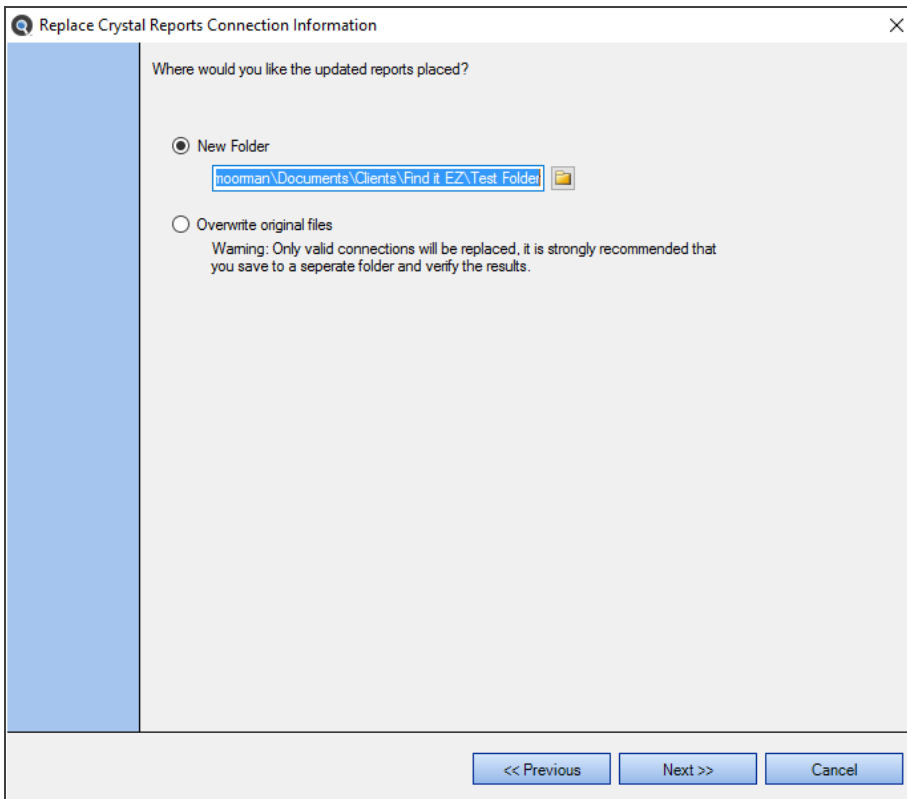 Replace Crystal Reports Connection Information
Where would you like the updated reports placed?
New Folder
noorman\Documents\Clients\Find it EZ\Test Folder
Overwrite original files
Warning: Only valid connections will be replaced, it is strongly recommended that
you save to a seperate folder and verify the results.
<< Previous
Next >>
Cancel